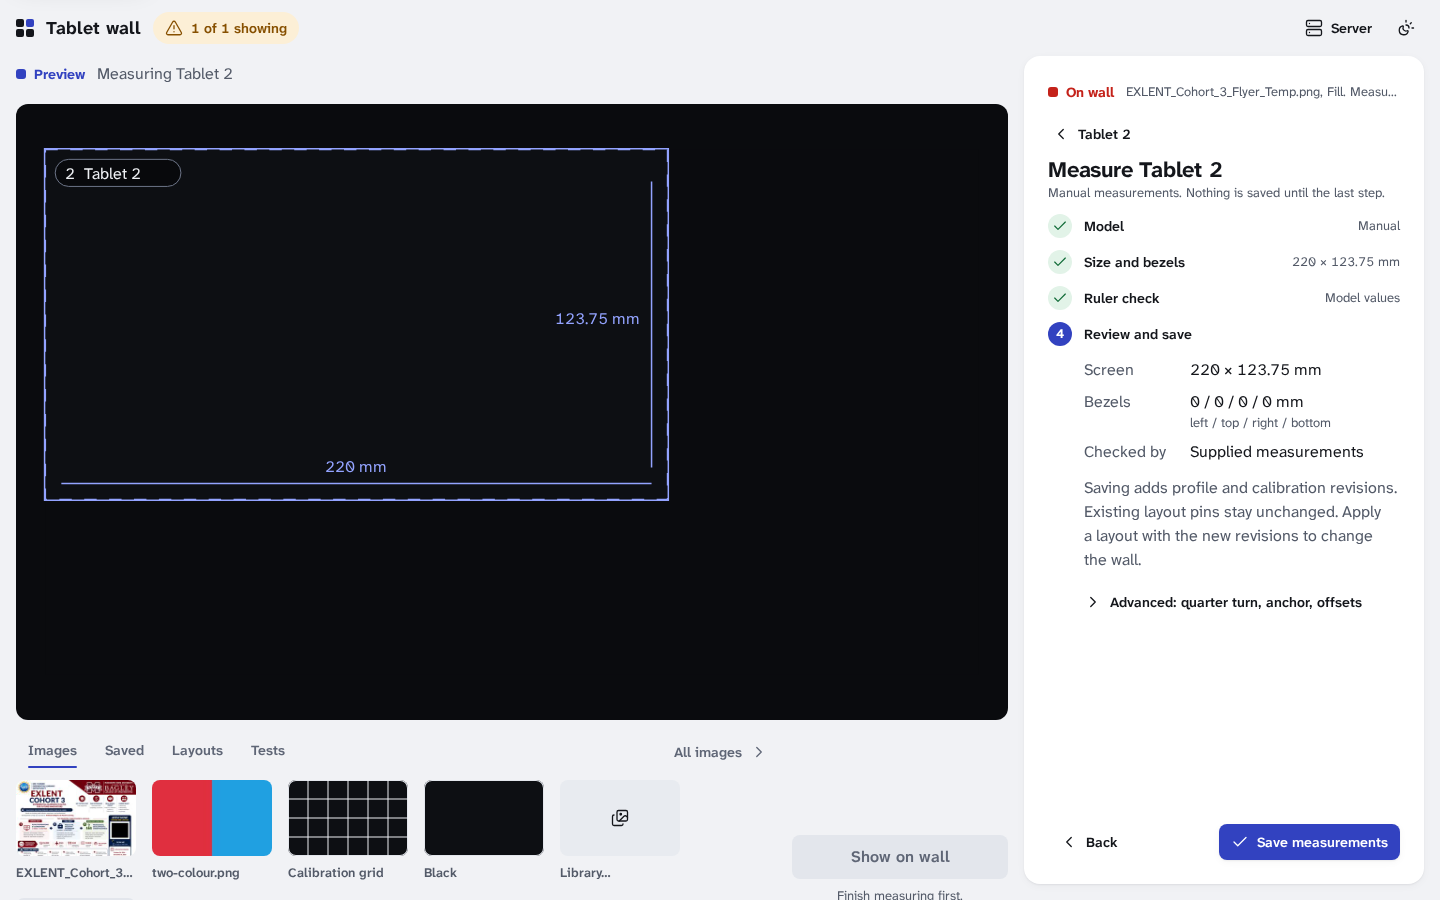 Tablet wall
1 of 1 showing
Server
Preview
Measuring Tablet 2
2 Tablet 2
123.75 mm
220 mm
Images
Saved
Layouts
Tests
All images
EXLENT
COHORT 3
BAGLEY
EXLENT_Cohort_3...
two-colour.png
Calibration grid
Black
Library...
Show on wall
Finish measuring first.
On wall
EXLENT_Cohort_3_Flyer_Temp.png, Fill. Measu...
Tablet 2
Measure Tablet 2
Manual measurements. Nothing is saved until the last step.
Model
Manual
Size and bezels
220 × 123.75 mm
Ruler check
Model values
4
Review and save
Screen
220 × 123.75 mm
Bezels
0 / 0 / 0 / 0 mm
left / top / right / bottom
Checked by
Supplied measurements
Saving adds profile and calibration revisions.
Existing layout pins stay unchanged. Apply
a layout with the new revisions to change
the wall.
Advanced: quarter turn, anchor, offsets
Back
Save measurements